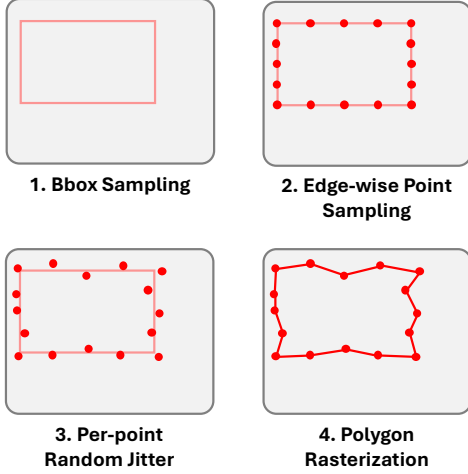 1. Bbox Sampling
2. Edge-wise Point
Sampling
3. Per-point
Random Jitter
4. Polygon
Rasterization